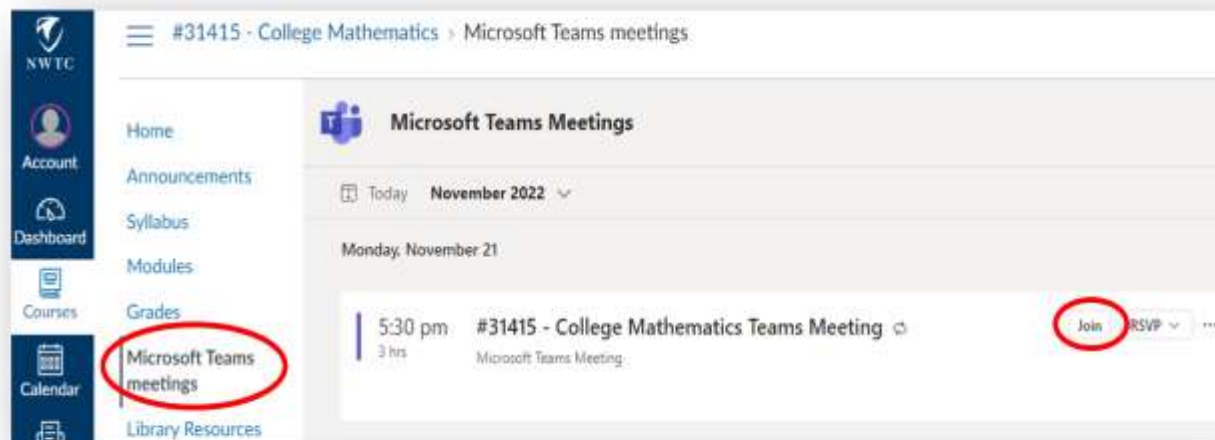 NWTC
#31415 - College Mathematics › Microsoft Teams meetings
Account
Dashboard
Courses
Calendar
Home
Announcements
Syllabus
Modules
Grades
Microsoft Teams
meetings
Library Resources
Microsoft Teams Meetings
Today November 2022
Monday, November 21
5:30 pm #31415 - College Mathematics Teams Meeting Join RSVP ...
3 hrs Microsoft Teams Meeting